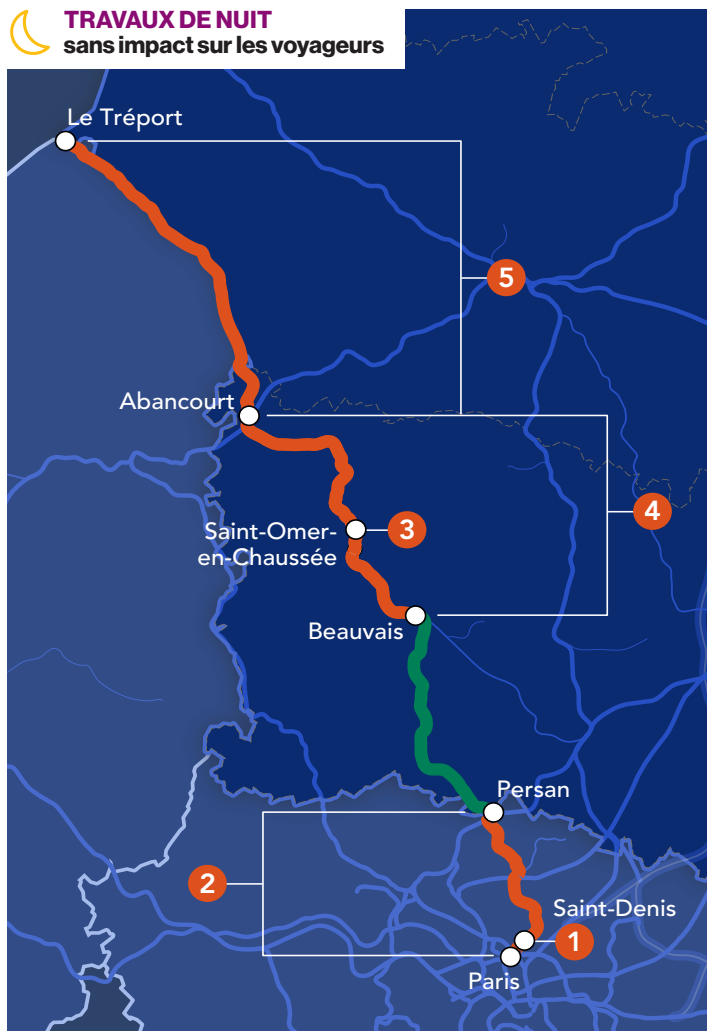 TRAVAUX DE NUIT
sans impact sur les voyageurs
Le Tréport
5
Abancourt
4
Saint-Omer-
en-Chaussée
3
Beauvais
Persan
2
Saint-Denis
1
Paris